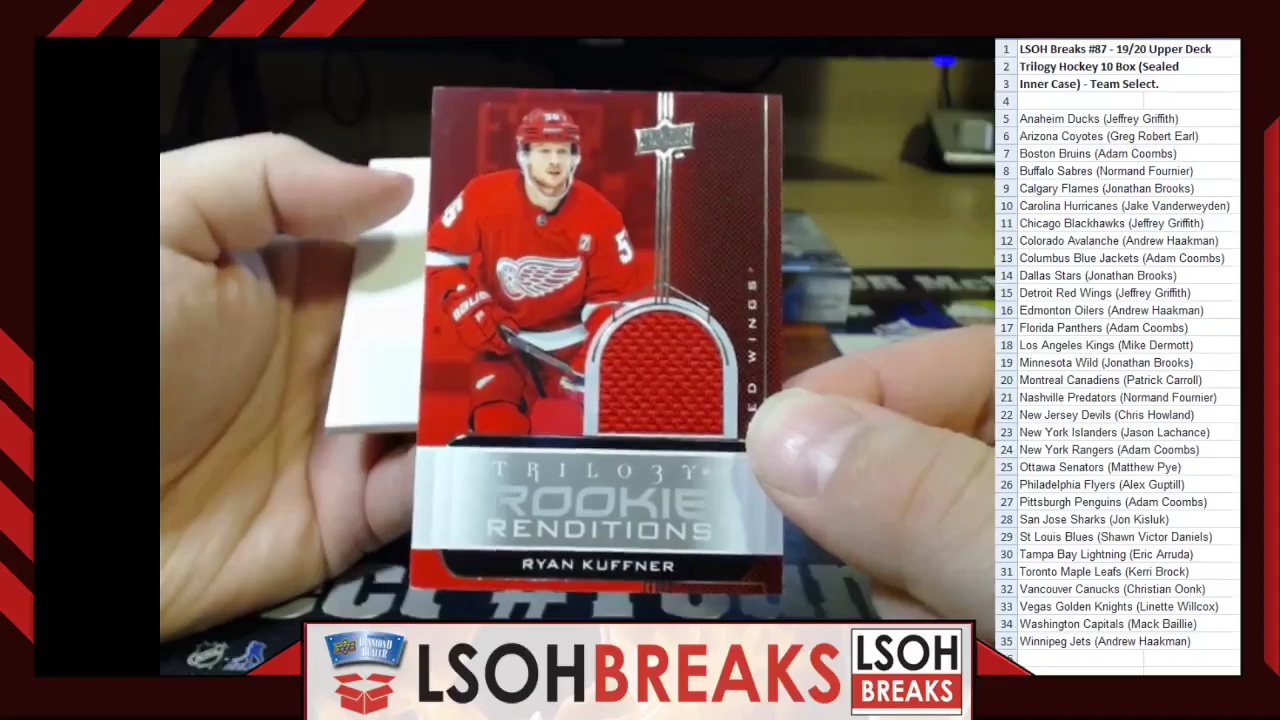 1 LSOH Breaks #87 - 19/20 Upper Deck
2 Trilogy Hockey 10 Box (Sealed
3 Inner Case) - Team Select.
4
5 Anaheim Ducks (Jeffrey Griffith)
6 Arizona Coyotes (Greg Robert Earl)
7 Boston Bruins (Adam Coombs)
8 Buffalo Sabres (Normand Fournier)
9 Calgary Flames (Jonathan Brooks)
10 Carolina Hurricanes (Jake Vanderweyden)
11 Chicago Blackhawks (Jeffrey Griffith)
12 Colorado Avalanche (Andrew Haakman)
13 Columbus Blue Jackets (Adam Coombs)
14 Dallas Stars (Jonathan Brooks)
15 Detroit Red Wings (Jeffrey Griffith)
16 Edmonton Oilers (Andrew Haakman)
17 Florida Panthers (Adam Coombs)
18 Los Angeles Kings (Mike Dermott)
19 Minnesota Wild (Jonathan Brooks)
20 Montreal Canadiens (Patrick Carroll)
21 Nashville Predators (Normand Fournier)
22 New Jersey Devils (Chris Howland)
23 New York Islanders (Jason Lachance)
24 New York Rangers (Adam Coombs)
25 Ottawa Senators (Matthew Pye)
26 Philadelphia Flyers (Alex Guptill)
27 Pittsburgh Penguins (Adam Coombs)
28 San Jose Sharks (Jon Kisluk)
29 St Louis Blues (Shawn Victor Daniels)
30 Tampa Bay Lightning (Eric Arruda)
31 Toronto Maple Leafs (Kerri Brock)
32 Vancouver Canucks (Christian Oonk)
33 Vegas Golden Knights (Linette Willcox)
34 Washington Capitals (Mack Baillie)
35 Winnipeg Jets (Andrew Haakman)
ED WINGS
TRILO3Y
ROOKIE
RENDITIONS
RYAN KUFFNER
LSOHBREAKS
LSOH
BREAKS